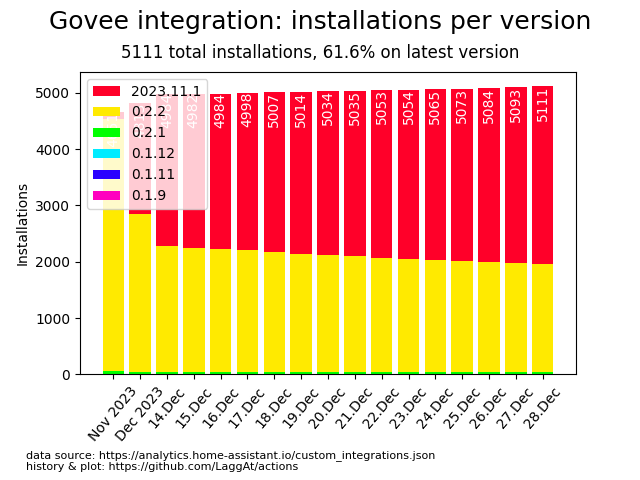 Govee integration: installations per version
5111 total installations, 61.6% on latest version
Installations
5000
4000
3000
2000
1000
0
2023.11.1
0.2.2
0.2.1
0.1.12
0.1.11
0.1.9
4982
4984
4998
5007
5014
5034
5035
5053
5054
5065
5073
5084
5093
5111
Nov 2023
Dec 2023
14.Dec
15.Dec
16.Dec
17.Dec
18.Dec
19.Dec
20.Dec
21.Dec
22.Dec
23.Dec
24.Dec
25.Dec
26.Dec
27.Dec
28.Dec
data source: https://analytics.home-assistant.io/custom_integrations.json
history & plot: https://github.com/LaggAt/actions